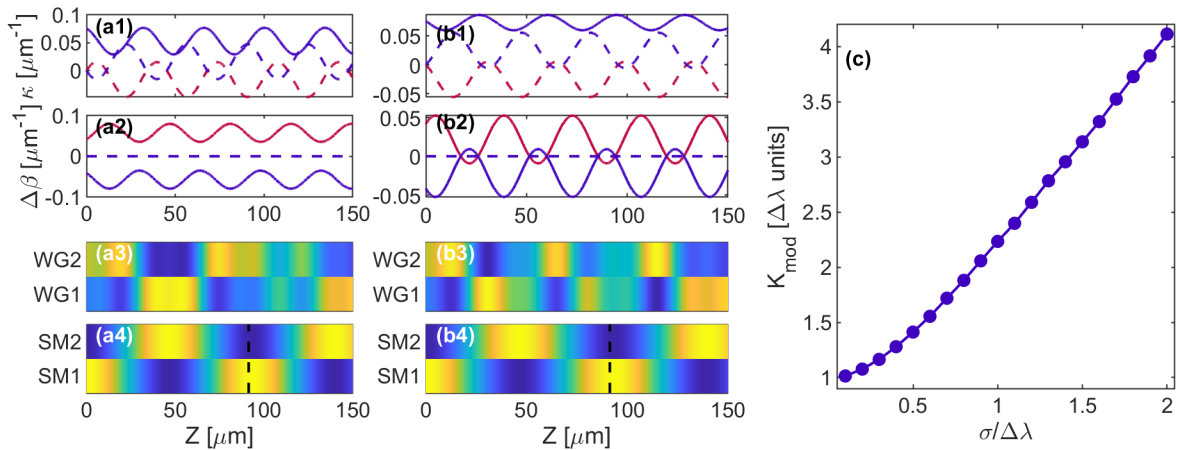 (a1)
0.1
0.05
0
κ [μm⁻¹]
(b1)
0.05
0
-0.05
(a2)
0.1
0
-0.1
Δβ [μm⁻¹]
0 50 100 150
(b2)
0.05
0
-0.05
0 50 100 150
(a3)
WG2
WG1
(b3)
WG2
WG1
(a4)
SM2
SM1
0 50 100 150
Z [μm]
(b4)
SM2
SM1
0 50 100 150
Z [μm]
(c)
4
3.5
3
2.5
2
1.5
1
K_mod [Δλ units]
0.5 1 1.5 2
σ/Δλ